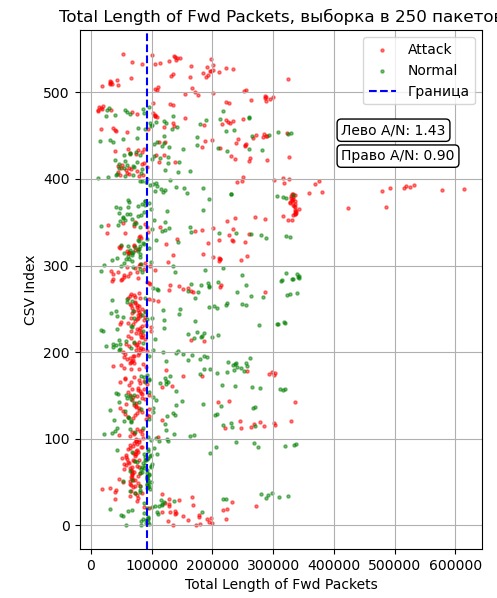 Total Length of Fwd Packets, выборка в 250 пакетов
Attack
Normal
Граница
Лево A/N: 1.43
Право A/N: 0.90
CSV Index
500
400
300
200
100
0
0 100000 200000 300000 400000 500000 600000
Total Length of Fwd Packets